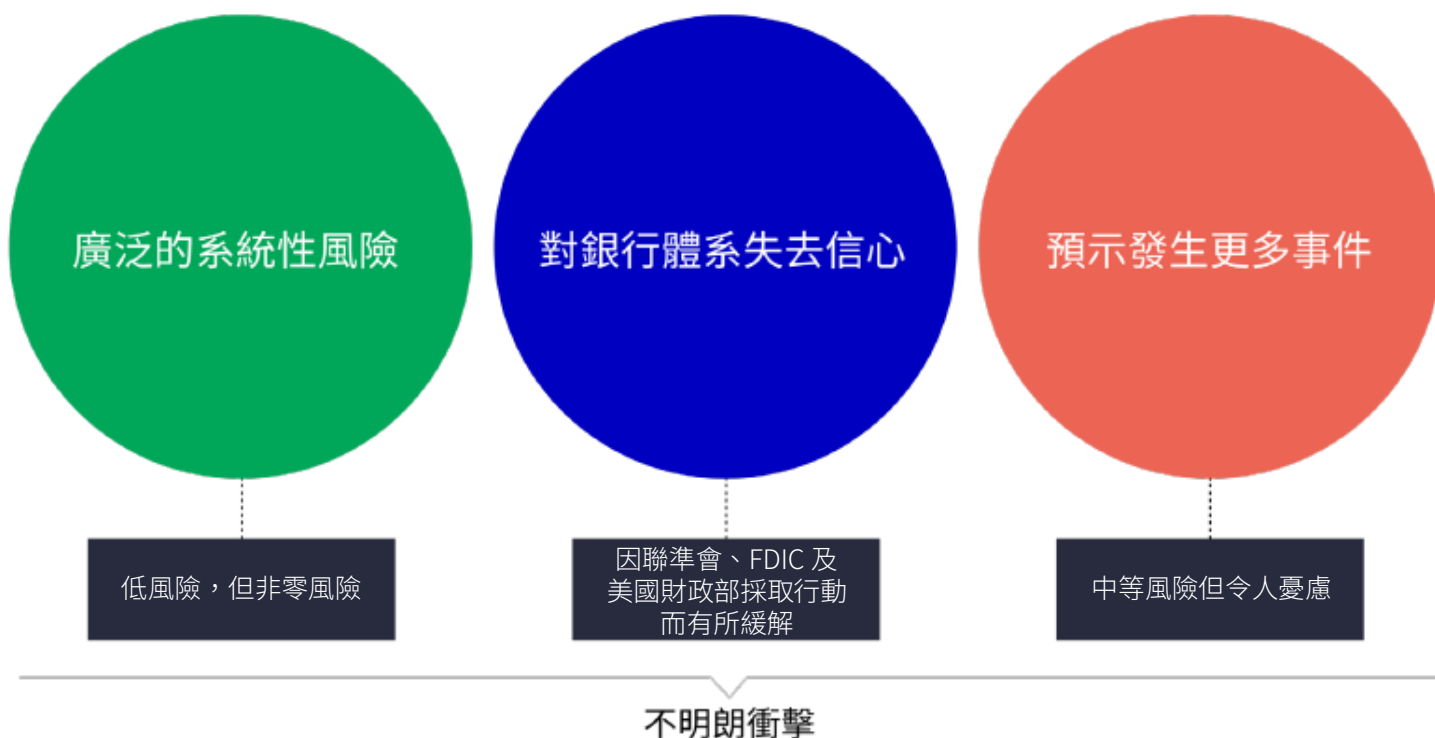 廣泛的系統性風險
對銀行體系失去信心
預示發生更多事件
低風險，但非零風險
因聯準會、FDIC 及
美國財政部採取行動
而有所緩解
中等風險但令人憂慮
不明朗衝擊